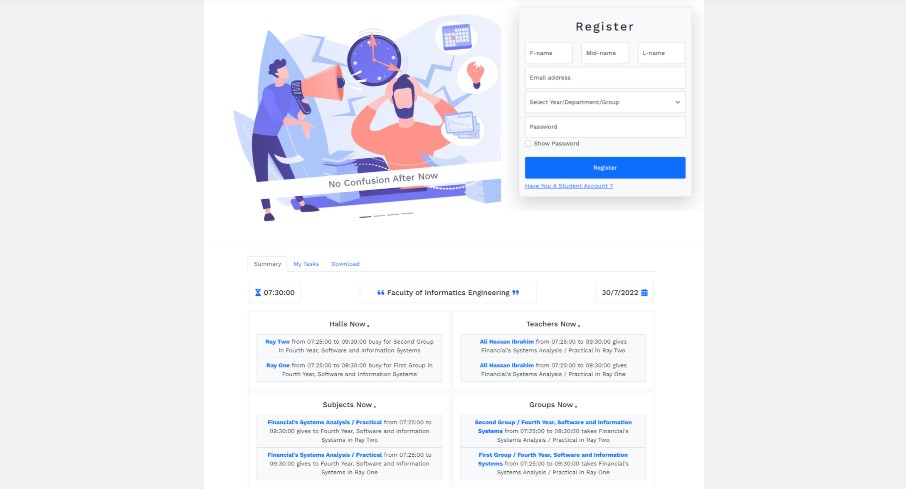 Register
F-name
Mid-name
L-name
Email address
Select Year/Department/Group
Password
Show Password
Register
Have You A Student Account ?
No Confusion After Now
Summary
My Tasks
Download
07:30:00
❝ Faculty of Informatics Engineering ❞
30/7/2022
Halls Now .
Ray Two from 07:25:00 to 09:30:00 busy for Second Group
in Fourth Year, Software and Information Systems
Ray One from 07:25:00 to 09:30:00 busy for First Group in
Fourth Year, Software and Information Systems
Teachers Now .
Ali Hassan Ibrahim from 07:25:00 to 09:30:00 gives
Financial's Systems Analysis / Practical in Ray Two
Ali Hassan Ibrahim from 07:25:00 to 09:30:00 gives
Financial's Systems Analysis / Practical in Ray One
Subjects Now .
Financial's Systems Analysis / Practical from 07:25:00 to
09:30:00 gives to Fourth Year, Software and Information
Systems in Ray Two
Financial's Systems Analysis / Practical from 07:25:00 to
09:30:00 gives to Fourth Year, Software and Information
Systems in Ray One
Groups Now .
Second Group / Fourth Year, Software and Information
Systems from 07:25:00 to 09:30:00 takes Financial's
Systems Analysis / Practical in Ray Two
First Group / Fourth Year, Software and Information
Systems from 07:25:00 to 09:30:00 takes Financial's
Systems Analysis / Practical in Ray One